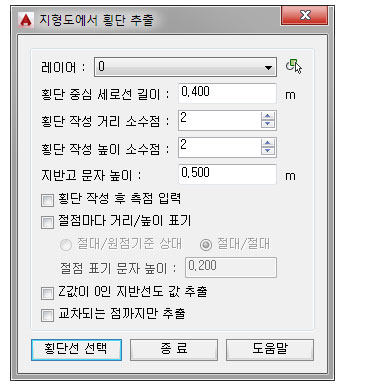 지형도에서 횡단 추출
레이어 : 0
횡단 중심 세로선 길이 : 0.400 m
횡단 작성 거리 소수점 : 2
횡단 작성 높이 소수점 : 2
지반고 문자 높이 : 0.500 m
횡단 작성 후 측점 입력
절점마다 거리/높이 표기
절대/원점기준 상대 절대/절대
절점 표기 문자 높이 : 0.200
Z값이 0인 지반선도 값 추출
교차되는 점까지만 추출
횡단선 선택 종 료 도움말